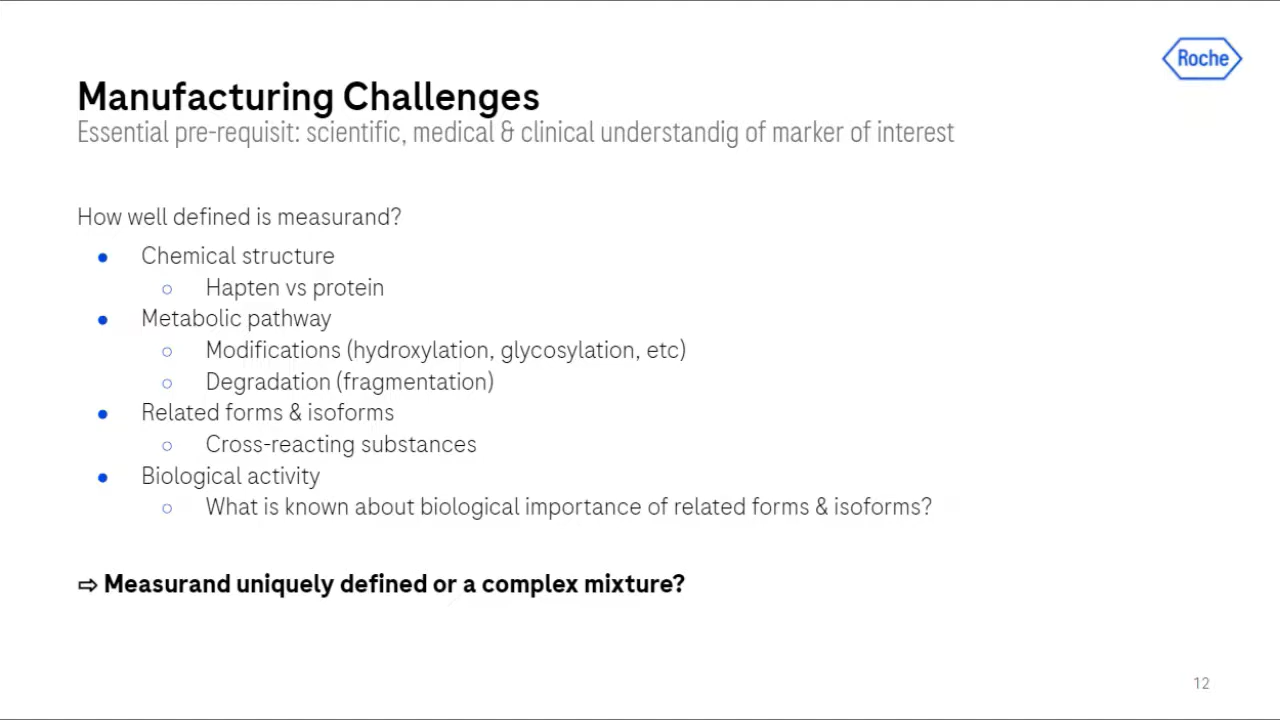 Roche
Manufacturing Challenges
Essential pre-requisit: scientific, medical & clinical understandig of marker of interest
How well defined is measurand?
● Chemical structure
○ Hapten vs protein
● Metabolic pathway
○ Modifications (hydroxylation, glycosylation, etc)
○ Degradation (fragmentation)
● Related forms & isoforms
○ Cross-reacting substances
● Biological activity
○ What is known about biological importance of related forms & isoforms?
⇨ Measurand uniquely defined or a complex mixture?
12